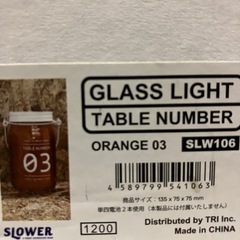 GLASS LIGHT
TABLE NUMBER
ORANGE 03 SLW106
TABLE NUMBER
03
4 589799 541063
商品サイズ：135 x 75 x 75 mm
単四電池2本使用（本製品には付属いたしません）
SLOWER
1200
Distributed by TRI Inc.
Made in CHINA